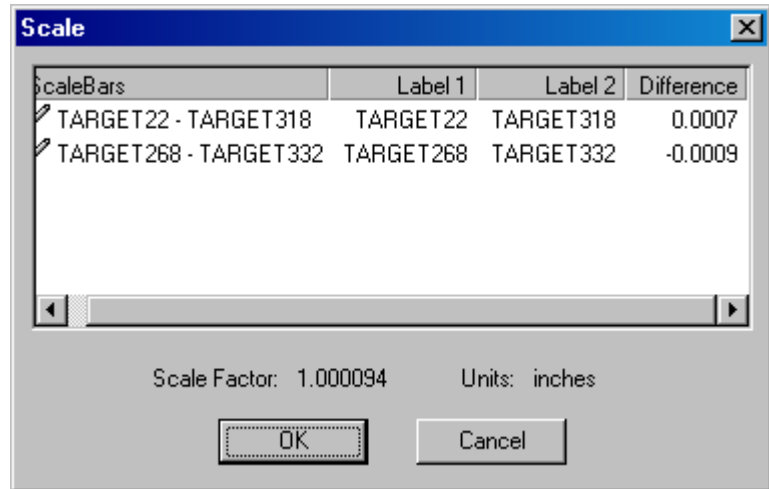 Scale
ScaleBars Label 1 Label 2 Difference
TARGET22 - TARGET318 TARGET22 TARGET318 0.0007
TARGET268 - TARGET332 TARGET268 TARGET332 -0.0009
Scale Factor: 1.000094 Units: inches
OK Cancel